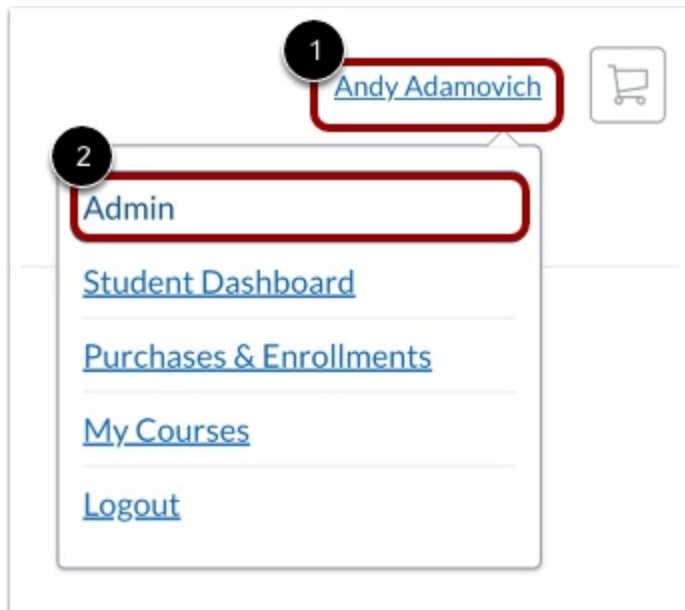 1
Andy Adamovich
2
Admin
Student Dashboard
Purchases & Enrollments
My Courses
Logout